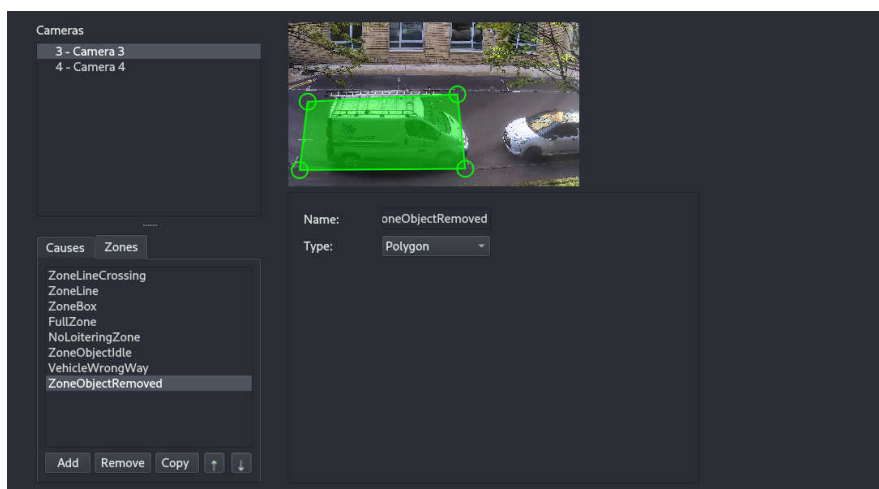 Cameras
3 - Camera 3
4 - Camera 4
Causes Zones
ZoneLineCrossing
ZoneLine
ZoneBox
FullZone
NoLoiteringZone
ZoneObjectIdle
VehicleWrongWay
ZoneObjectRemoved
Add Remove Copy ↑ ↓
Name: oneObjectRemoved
Type: Polygon